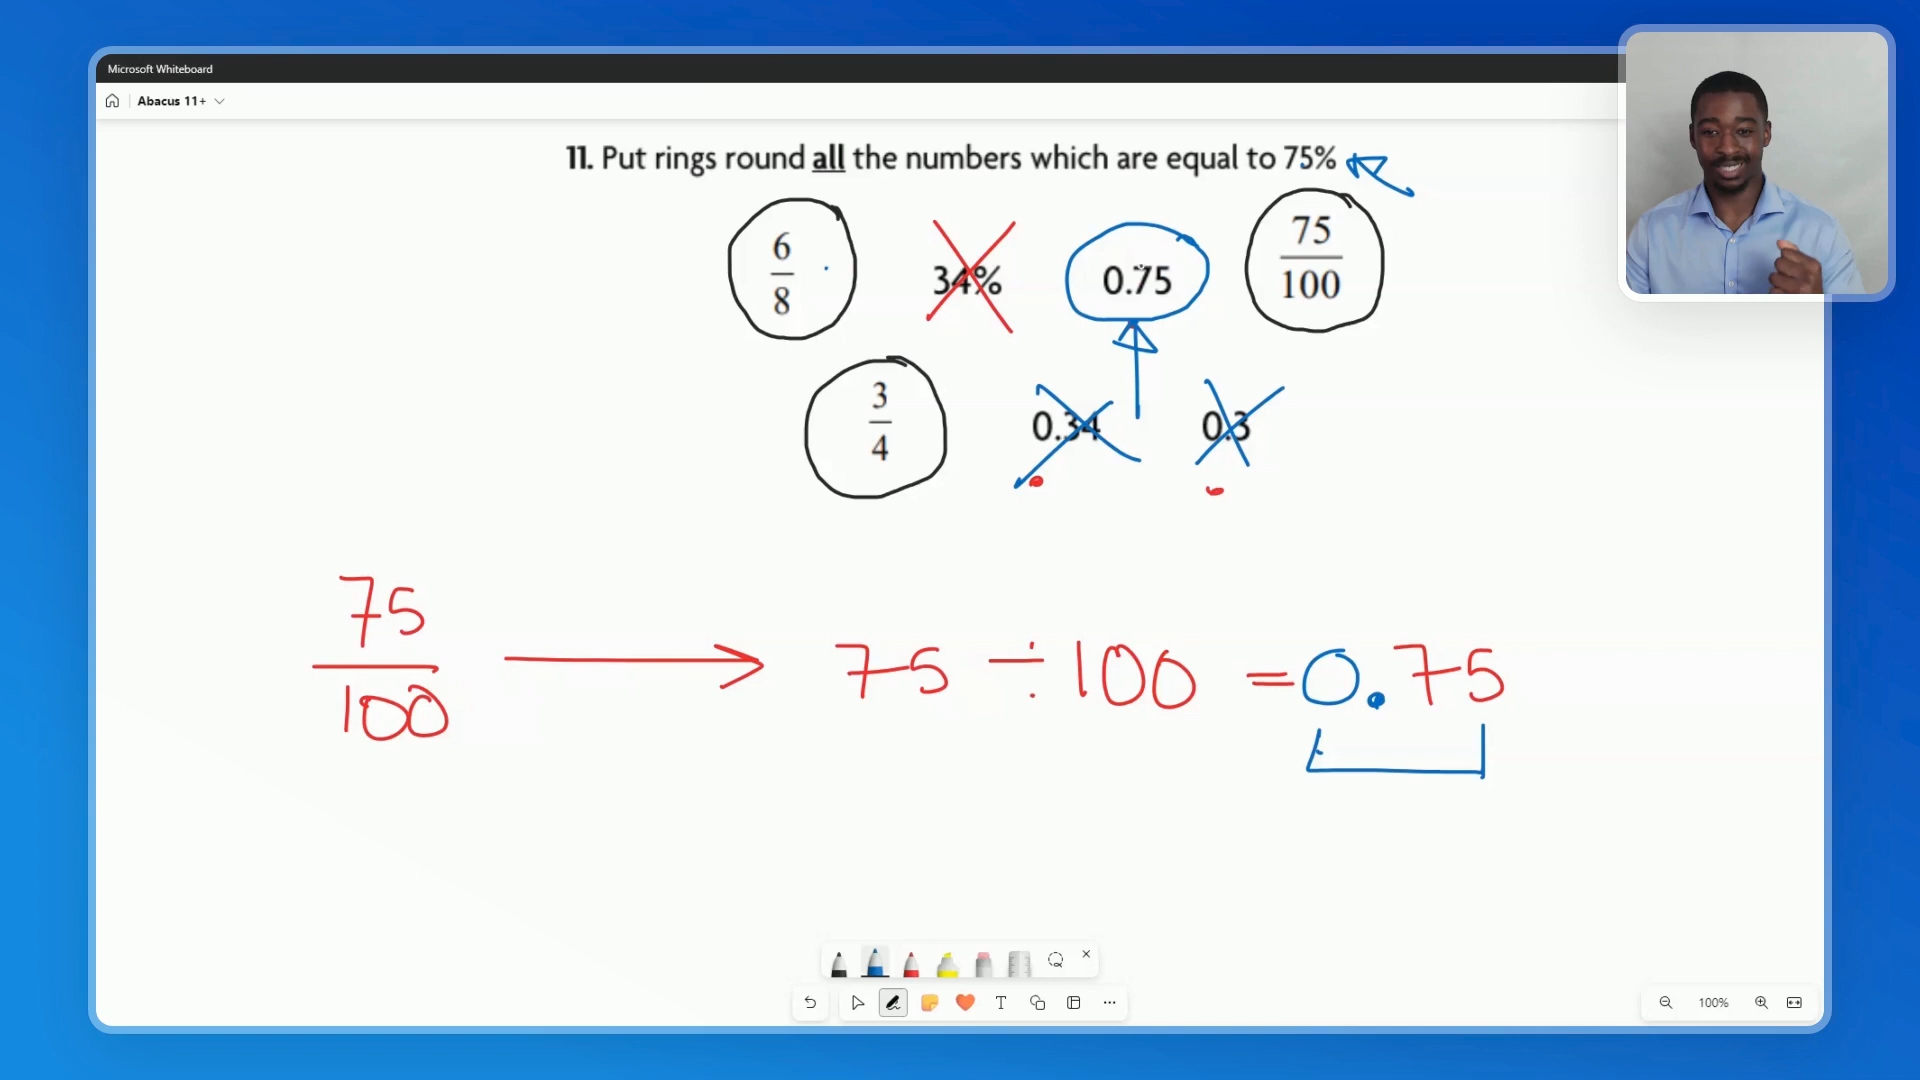 Microsoft Whiteboard
Abacus 11+
11. Put rings round all the numbers which are equal to 75%
6
8
34%
0.75
75
100
3
4
0.34
0.3
75
100
75 ÷ 100 = 0.75
T
100%